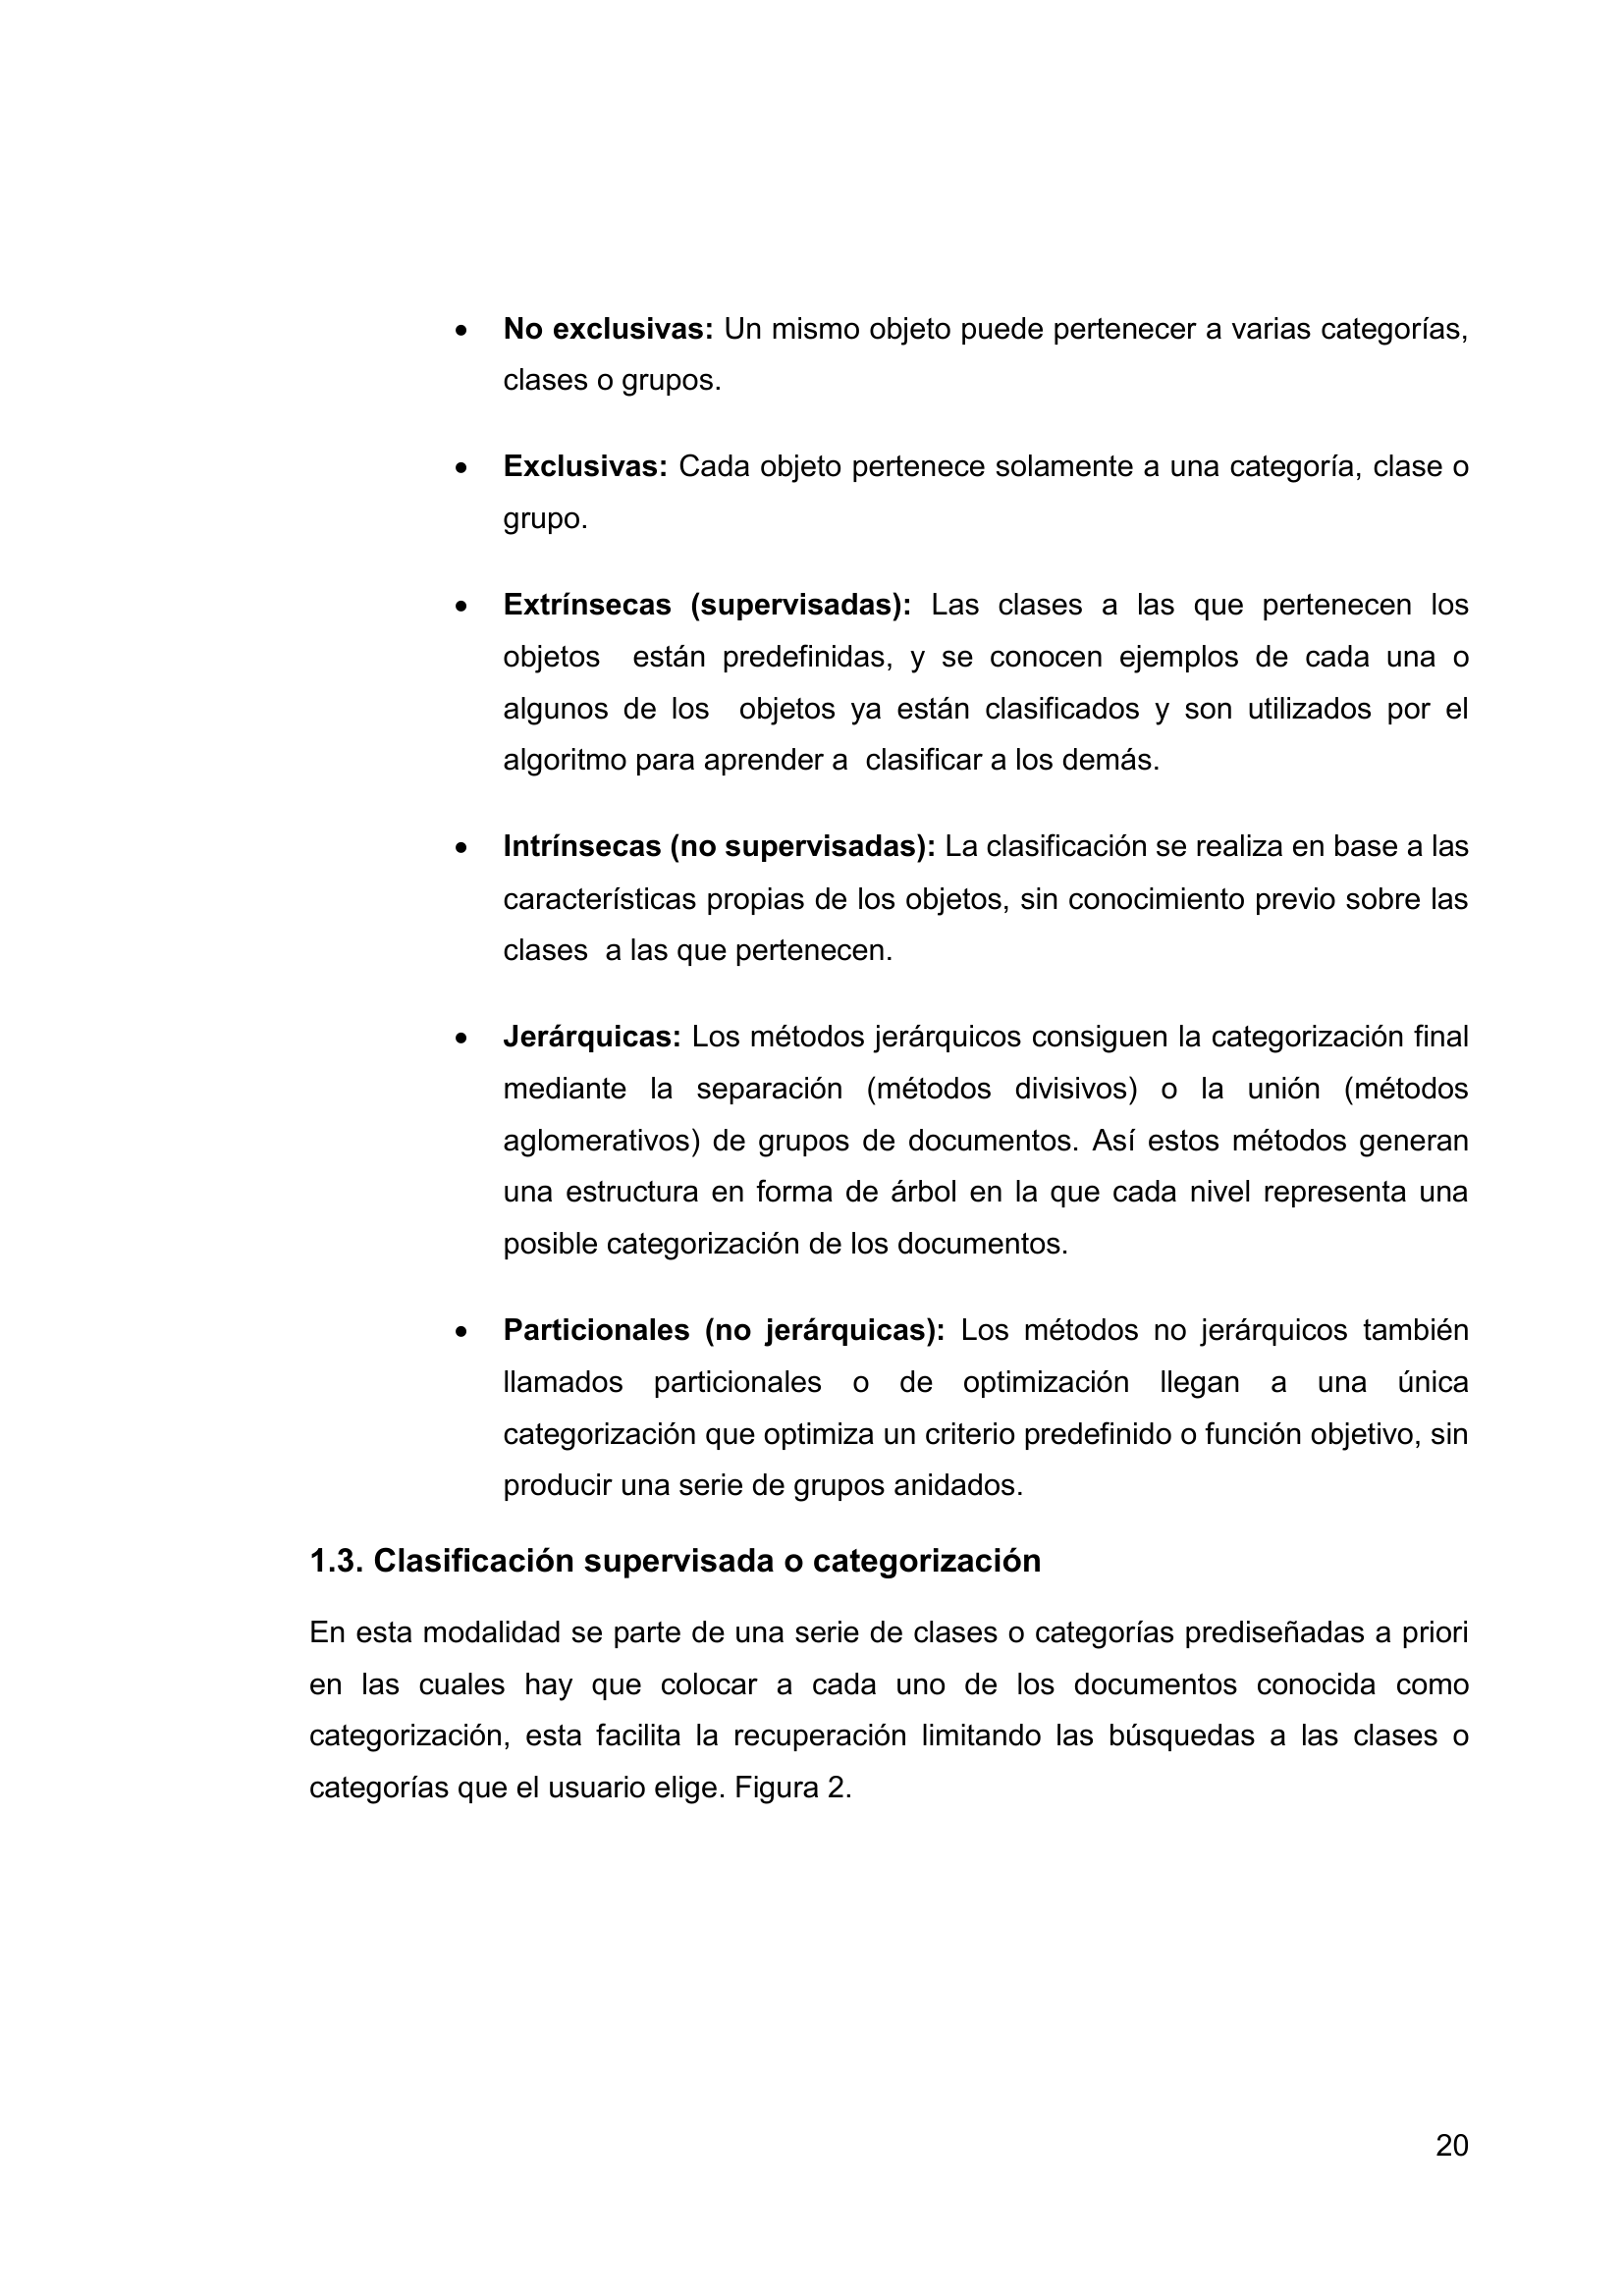 • No exclusivas: Un mismo objeto puede pertenecer a varias categorías,
clases o grupos.
• Exclusivas: Cada objeto pertenece solamente a una categoría, clase o
grupo.
• Extrínsecas (supervisadas): Las clases a las que pertenecen los
objetos  están predefinidas, y se conocen ejemplos de cada una o
algunos de los  objetos ya están clasificados y son utilizados por el
algoritmo para aprender a  clasificar a los demás.
• Intrínsecas (no supervisadas): La clasificación se realiza en base a las
características propias de los objetos, sin conocimiento previo sobre las
clases  a las que pertenecen.
• Jerárquicas: Los métodos jerárquicos consiguen la categorización final
mediante la separación (métodos divisivos) o la unión (métodos
aglomerativos) de grupos de documentos. Así estos métodos generan
una estructura en forma de árbol en la que cada nivel representa una
posible categorización de los documentos.
• Particionales (no jerárquicas): Los métodos no jerárquicos también
llamados particionales o de optimización llegan a una única
categorización que optimiza un criterio predefinido o función objetivo, sin
producir una serie de grupos anidados.
1.3. Clasificación supervisada o categorización
En esta modalidad se parte de una serie de clases o categorías prediseñadas a priori
en las cuales hay que colocar a cada uno de los documentos conocida como
categorización, esta facilita la recuperación limitando las búsquedas a las clases o
categorías que el usuario elige. Figura 2.
20